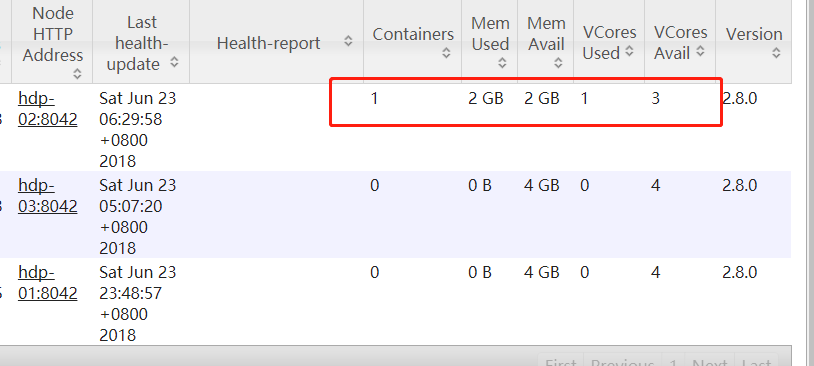 Node HTTP Address
Last health-update
Health-report
Containers
Mem Used
Mem Avail
VCores Used
VCores Avail
Version
hdp-02:8042
Sat Jun 23 06:29:58 +0800 2018
1
2 GB
2 GB
1
3
2.8.0
hdp-03:8042
Sat Jun 23 05:07:20 +0800 2018
0
0 B
4 GB
0
4
2.8.0
hdp-01:8042
Sat Jun 23 23:48:57 +0800 2018
0
0 B
4 GB
0
4
2.8.0
First Previous 1 Next Last